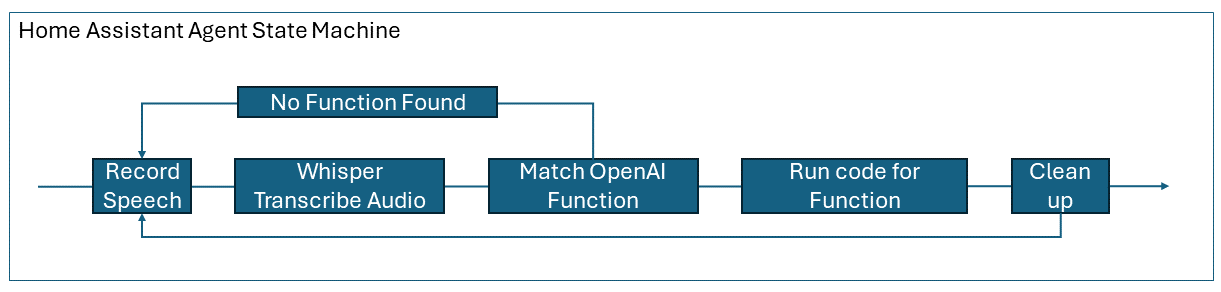 Home Assistant Agent State Machine
No Function Found
Record
Speech
Whisper
Transcribe Audio
Match OpenAI
Function
Run code for
Function
Clean
up